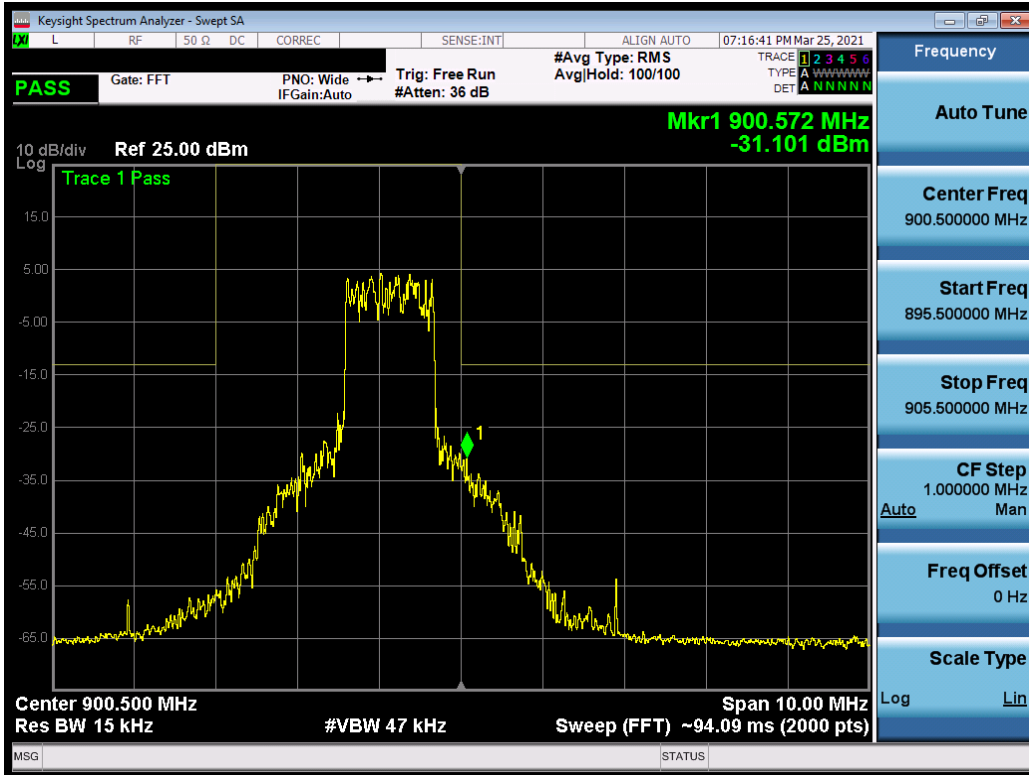 Keysight Spectrum Analyzer - Swept SA
LXI L RF 50 Ω DC CORREC SENSE:INT ALIGN AUTO 07:16:41 PM Mar 25, 2021
PASS
Gate: FFT
PNO: Wide
IFGain:Auto
Trig: Free Run
#Atten: 36 dB
#Avg Type: RMS
Avg|Hold: 100/100
TRACE 1 2 3 4 5 6
TYPE A WWWWW
DET A N N N N N
Mkr1 900.572 MHz
-31.101 dBm
10 dB/div Ref 25.00 dBm
Log
Trace 1 Pass
15.0
5.00
-5.00
-15.0
-25.0
1
-35.0
-45.0
-55.0
-65.0
Center 900.500 MHz Span 10.00 MHz
Res BW 15 kHz #VBW 47 kHz Sweep (FFT) ~94.09 ms (2000 pts)
MSG STATUS
Frequency
Auto Tune
Center Freq
900.500000 MHz
Start Freq
895.500000 MHz
Stop Freq
905.500000 MHz
CF Step
1.000000 MHz
Auto Man
Freq Offset
0 Hz
Scale Type
Log Lin